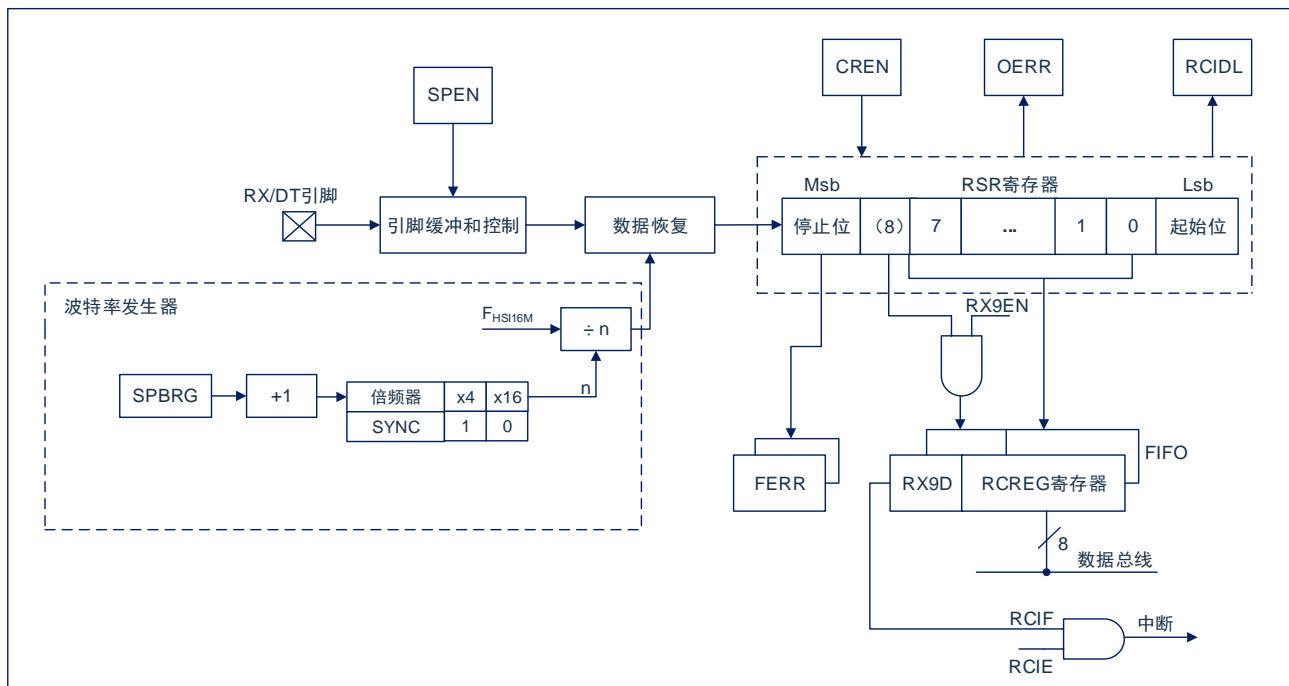 CREN
OERR
RCIDL
SPEN
Msb
RSR寄存器
Lsb
RX/DT引脚
引脚缓冲和控制
数据恢复
停止位
（8）
7
...
1
0
起始位
波特率发生器
FHSI16M
÷ n
RX9EN
SPBRG
+1
倍频器
x4
x16
n
SYNC
1
0
FERR
RX9D
RCREG寄存器
FIFO
8
数据总线
RCIF
中断
RCIE